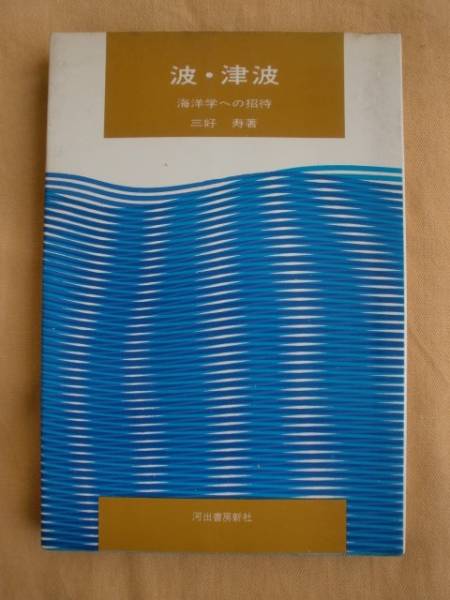 波・津波
海洋学への招待
三好 寿著
河出書房新社